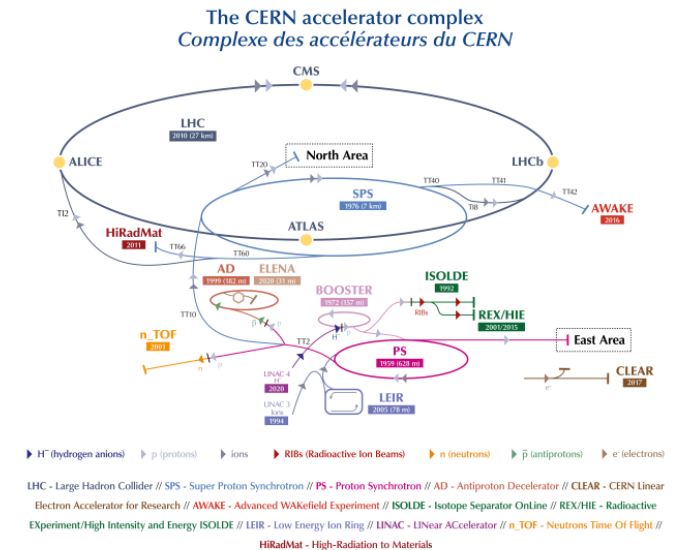 The CERN accelerator complex
Complexe des accélérateurs du CERN
CMS
LHC
2010 (27 km)
ALICE
TT20
North Area
LHCb
TT40
TT41
SPS
1976 (7 km)
TI8
TT42
AWAKE
2016
TI2
ATLAS
HiRadMat
2011
TT66
TT60
AD
1999 (182 m)
ELENA
2020 (31 m)
ISOLDE
1992
BOOSTER
1972 (157 m)
RIBs
REX/HIE
2001/2015
TT10
p
p
H-
n_TOF
2001
TT2
East Area
n
p
PS
1959 (628 m)
LINAC 4
H-
2020
CLEAR
2017
e-
LINAC 3
Ions
1994
LEIR
2005 (78 m)
H- (hydrogen anions) p (protons) ions RIBs (Radioactive Ion Beams) n (neutrons) p̄ (antiprotons) e- (electrons)
LHC - Large Hadron Collider // SPS - Super Proton Synchrotron // PS - Proton Synchrotron // AD - Antiproton Decelerator // CLEAR - CERN Linear
Electron Accelerator for Research // AWAKE - Advanced WAKefield Experiment // ISOLDE - Isotope Separator OnLine // REX/HIE - Radioactive
EXperiment/High Intensity and Energy ISOLDE // LEIR - Low Energy Ion Ring // LINAC - LINear ACcelerator // n_TOF - Neutrons Time Of Flight //
HiRadMat - High-Radiation to Materials